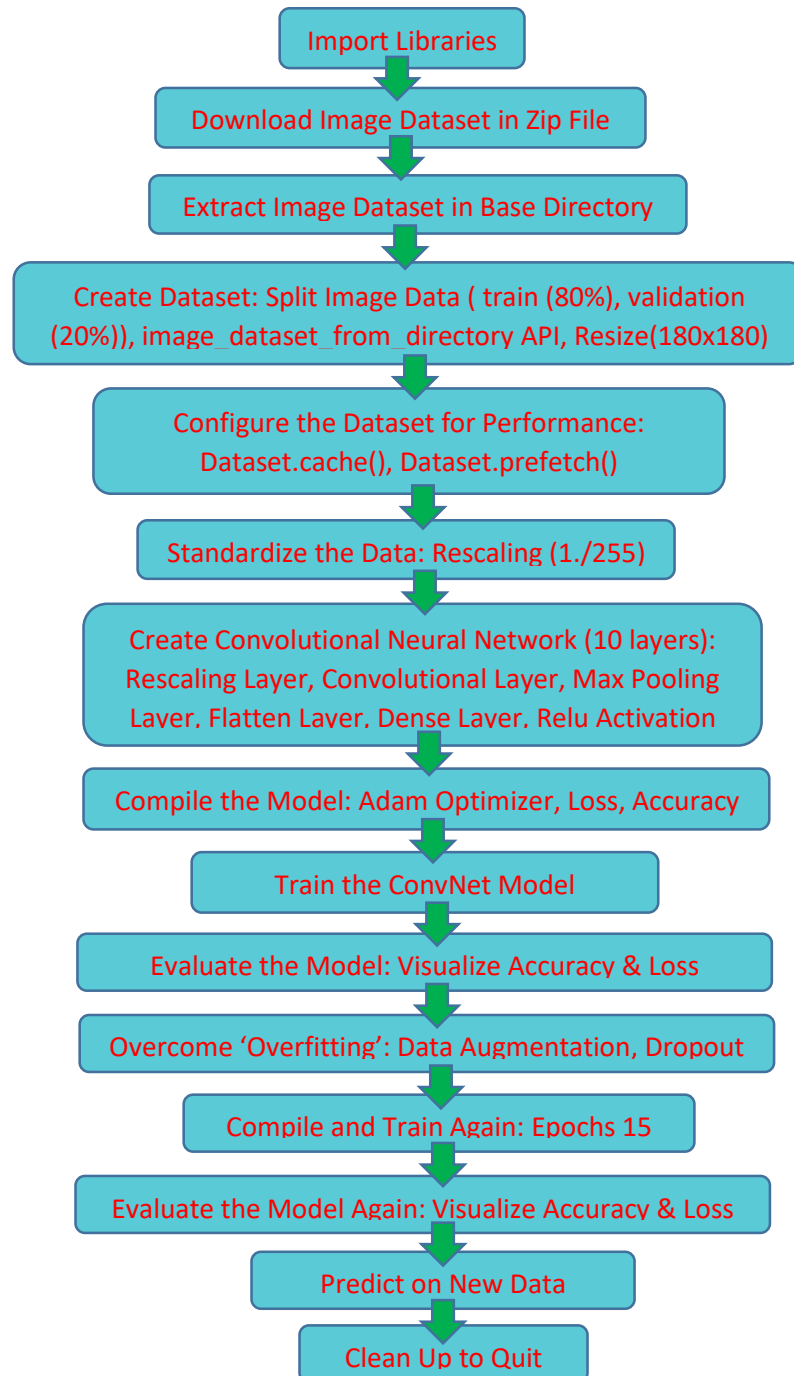 Import Libraries
Download Image Dataset in Zip File
Extract Image Dataset in Base Directory
Create Dataset: Split Image Data ( train (80%), validation
(20%)), image_dataset_from_directory API, Resize(180x180)
Configure the Dataset for Performance:
Dataset.cache(), Dataset.prefetch()
Standardize the Data: Rescaling (1./255)
Create Convolutional Neural Network (10 layers):
Rescaling Layer, Convolutional Layer, Max Pooling
Layer, Flatten Layer, Dense Layer, Relu Activation
Compile the Model: Adam Optimizer, Loss, Accuracy
Train the ConvNet Model
Evaluate the Model: Visualize Accuracy & Loss
Overcome ‘Overfitting’: Data Augmentation, Dropout
Compile and Train Again: Epochs 15
Evaluate the Model Again: Visualize Accuracy & Loss
Predict on New Data
Clean Up to Quit